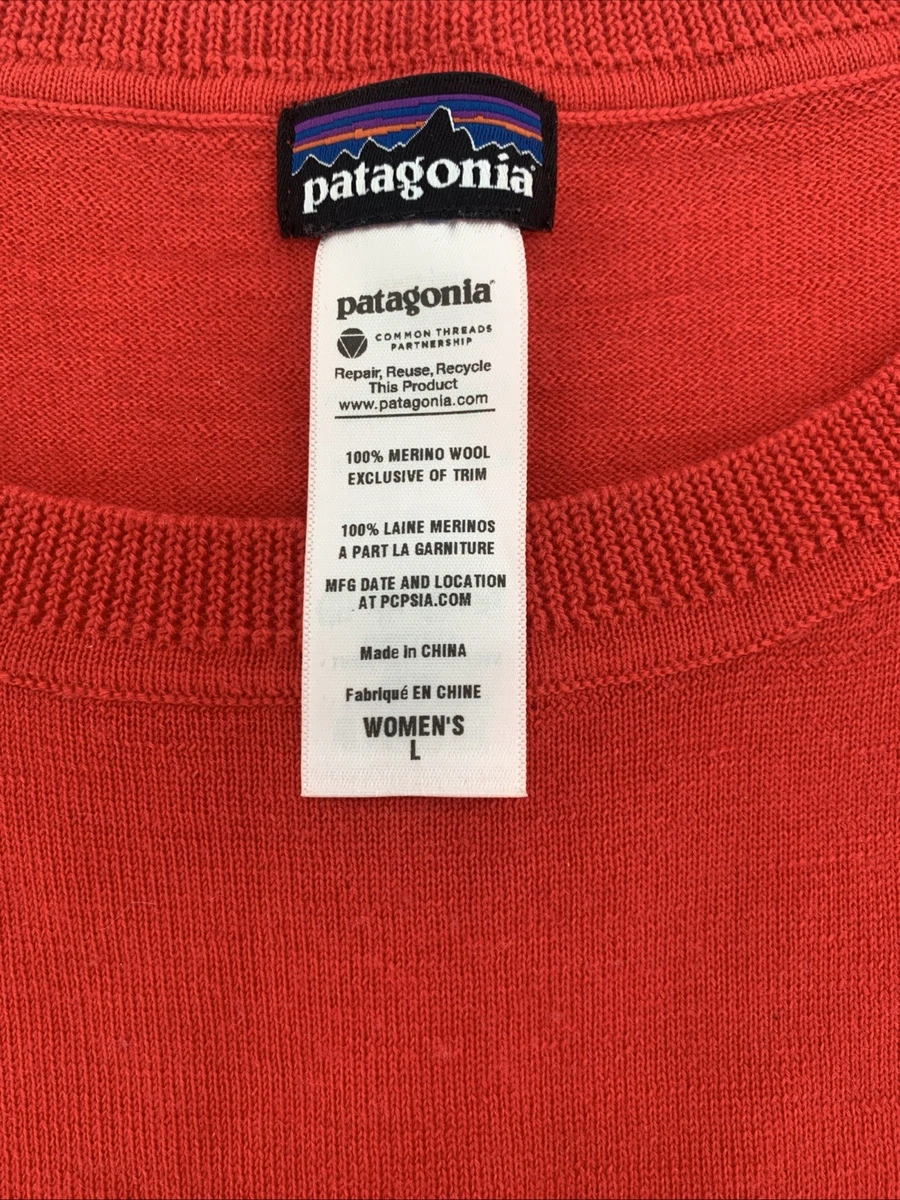 patagonia®
patagonia®
COMMON THREADS
PARTNERSHIP
Repair, Reuse, Recycle
This Product
www.patagonia.com
100% MERINO WOOL
EXCLUSIVE OF TRIM
100% LAINE MERINOS
A PART LA GARNITURE
MFG DATE AND LOCATION
AT PCPSIA.COM
Made in CHINA
Fabriqué EN CHINE
WOMEN'S
L